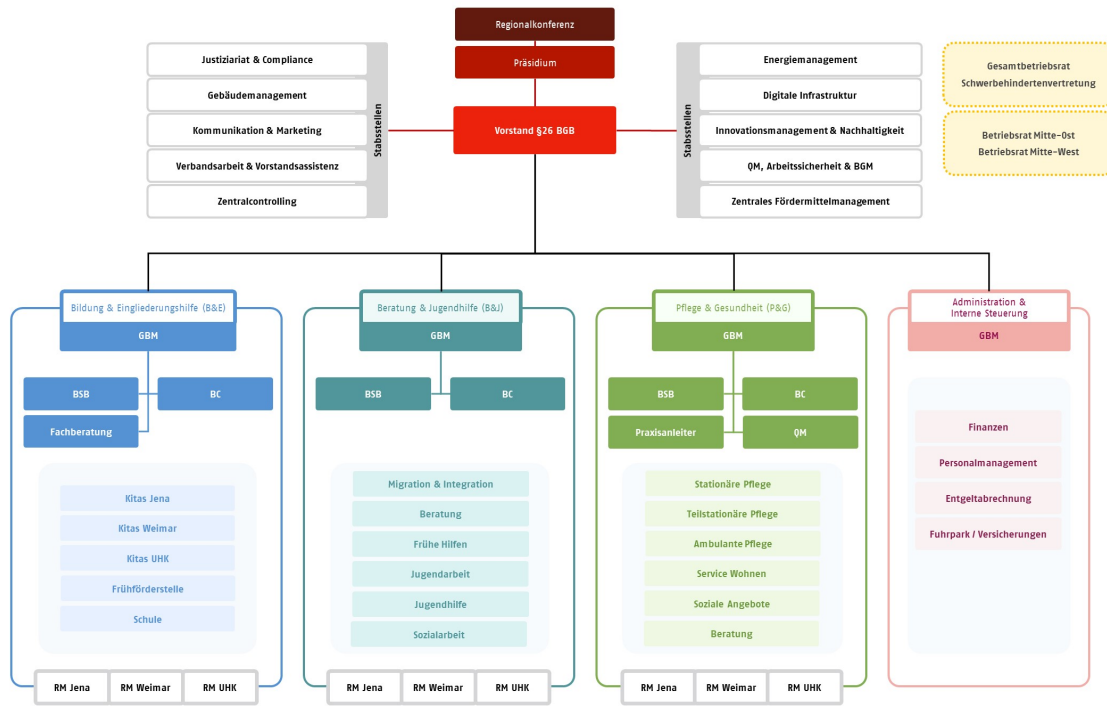 Regionalkonferenz
Präsidium
Vorstand §26 BGB
Stabsstellen
Justiziariat & Compliance
Gebäudemanagement
Kommunikation & Marketing
Verbandsarbeit & Vorstandsassistenz
Zentralcontrolling
Stabsstellen
Energiemanagement
Digitale Infrastruktur
Innovationsmanagement & Nachhaltigkeit
QM, Arbeitssicherheit & BGM
Zentrales Fördermittelmanagement
Gesamtbetriebsrat
Schwerbehindertenvertretung
Betriebsrat Mitte-Ost
Betriebsrat Mitte-West
Bildung & Eingliederungshilfe (B&E)
GBM
BSB
BC
Fachberatung
Kitas Jena
Kitas Weimar
Kitas UHK
Frühförderstelle
Schule
RM Jena
RM Weimar
RM UHK
Beratung & Jugendhilfe (B&J)
GBM
BSB
BC
Migration & Integration
Beratung
Frühe Hilfen
Jugendarbeit
Jugendhilfe
Sozialarbeit
RM Jena
RM Weimar
RM UHK
Pflege & Gesundheit (P&G)
GBM
BSB
BC
Praxisanleiter
QM
Stationäre Pflege
Teilstationäre Pflege
Ambulante Pflege
Service Wohnen
Soziale Angebote
Beratung
RM Jena
RM Weimar
RM UHK
Administration &
Interne Steuerung
GBM
Finanzen
Personalmanagement
Entgeltabrechnung
Fuhrpark / Versicherungen